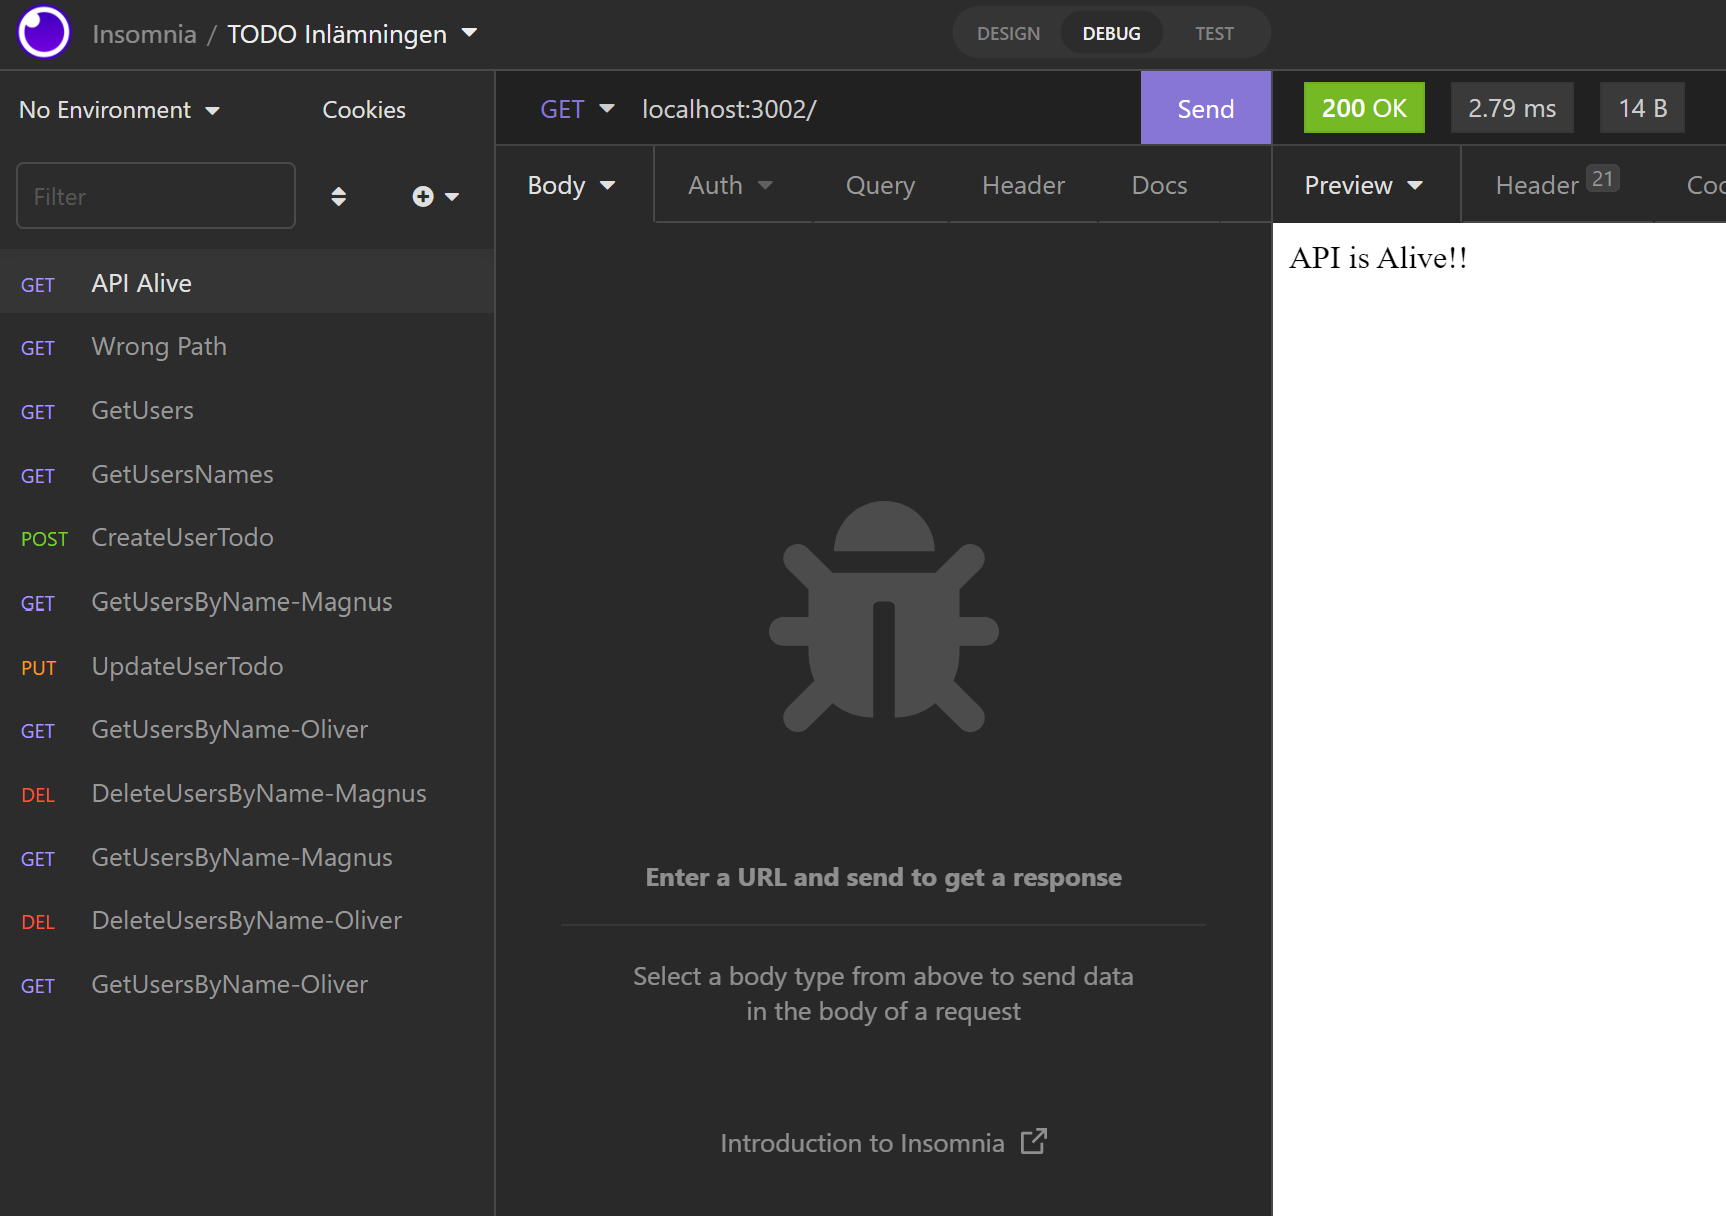 Insomnia / TODO Inlämningen
DESIGN DEBUG TEST
No Environment Cookies
Filter
GET API Alive
GET Wrong Path
GET GetUsers
GET GetUsersNames
POST CreateUserTodo
GET GetUsersByName-Magnus
PUT UpdateUserTodo
GET GetUsersByName-Oliver
DEL DeleteUsersByName-Magnus
GET GetUsersByName-Magnus
DEL DeleteUsersByName-Oliver
GET GetUsersByName-Oliver
GET localhost:3002/ Send
Body Auth Query Header Docs
Enter a URL and send to get a response
Select a body type from above to send data
in the body of a request
Introduction to Insomnia
200 OK 2.79 ms 14 B
Preview Header 21 Coo
API is Alive!!